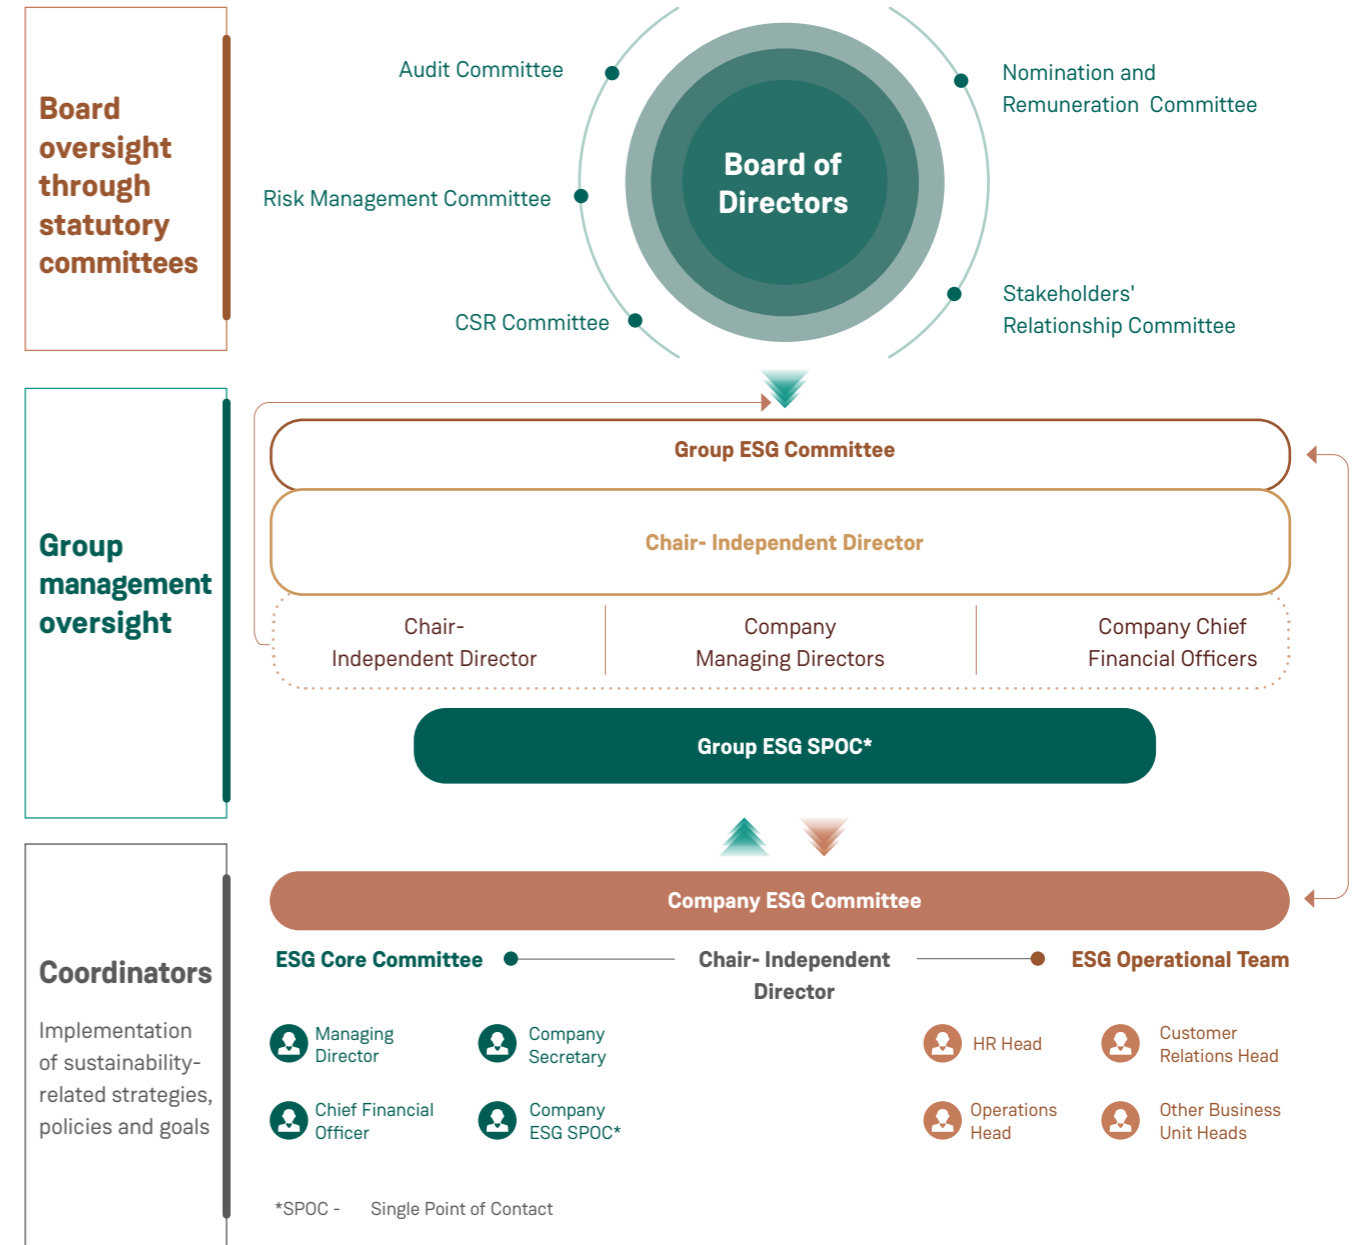 Board
oversight
through
statutory
committees
Audit Committee
Risk Management Committee
CSR Committee
Board of
Directors
Nomination and
Remuneration Committee
Stakeholders'
Relationship Committee
Group
management
oversight
Group ESG Committee
Chair- Independent Director
Chair-
Independent Director
Company
Managing Directors
Company Chief
Financial Officers
Group ESG SPOC*
Coordinators
Implementation
of sustainability-
related strategies,
policies and goals
Company ESG Committee
ESG Core Committee
Chair- Independent
Director
ESG Operational Team
Managing
Director
Company
Secretary
Chief Financial
Officer
Company
ESG SPOC*
HR Head
Customer
Relations Head
Operations
Head
Other Business
Unit Heads
*SPOC - Single Point of Contact